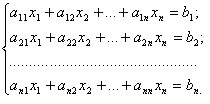 a₁₁x₁ + a₁₂x₂ + ... + a₁ₙxₙ = b₁;
a₂₁x₁ + a₂₂x₂ + ... + a₂ₙxₙ = b₂;
.............................................
aₙ₁x₁ + aₙ₂x₂ + ... + aₙₙxₙ = bₙ.